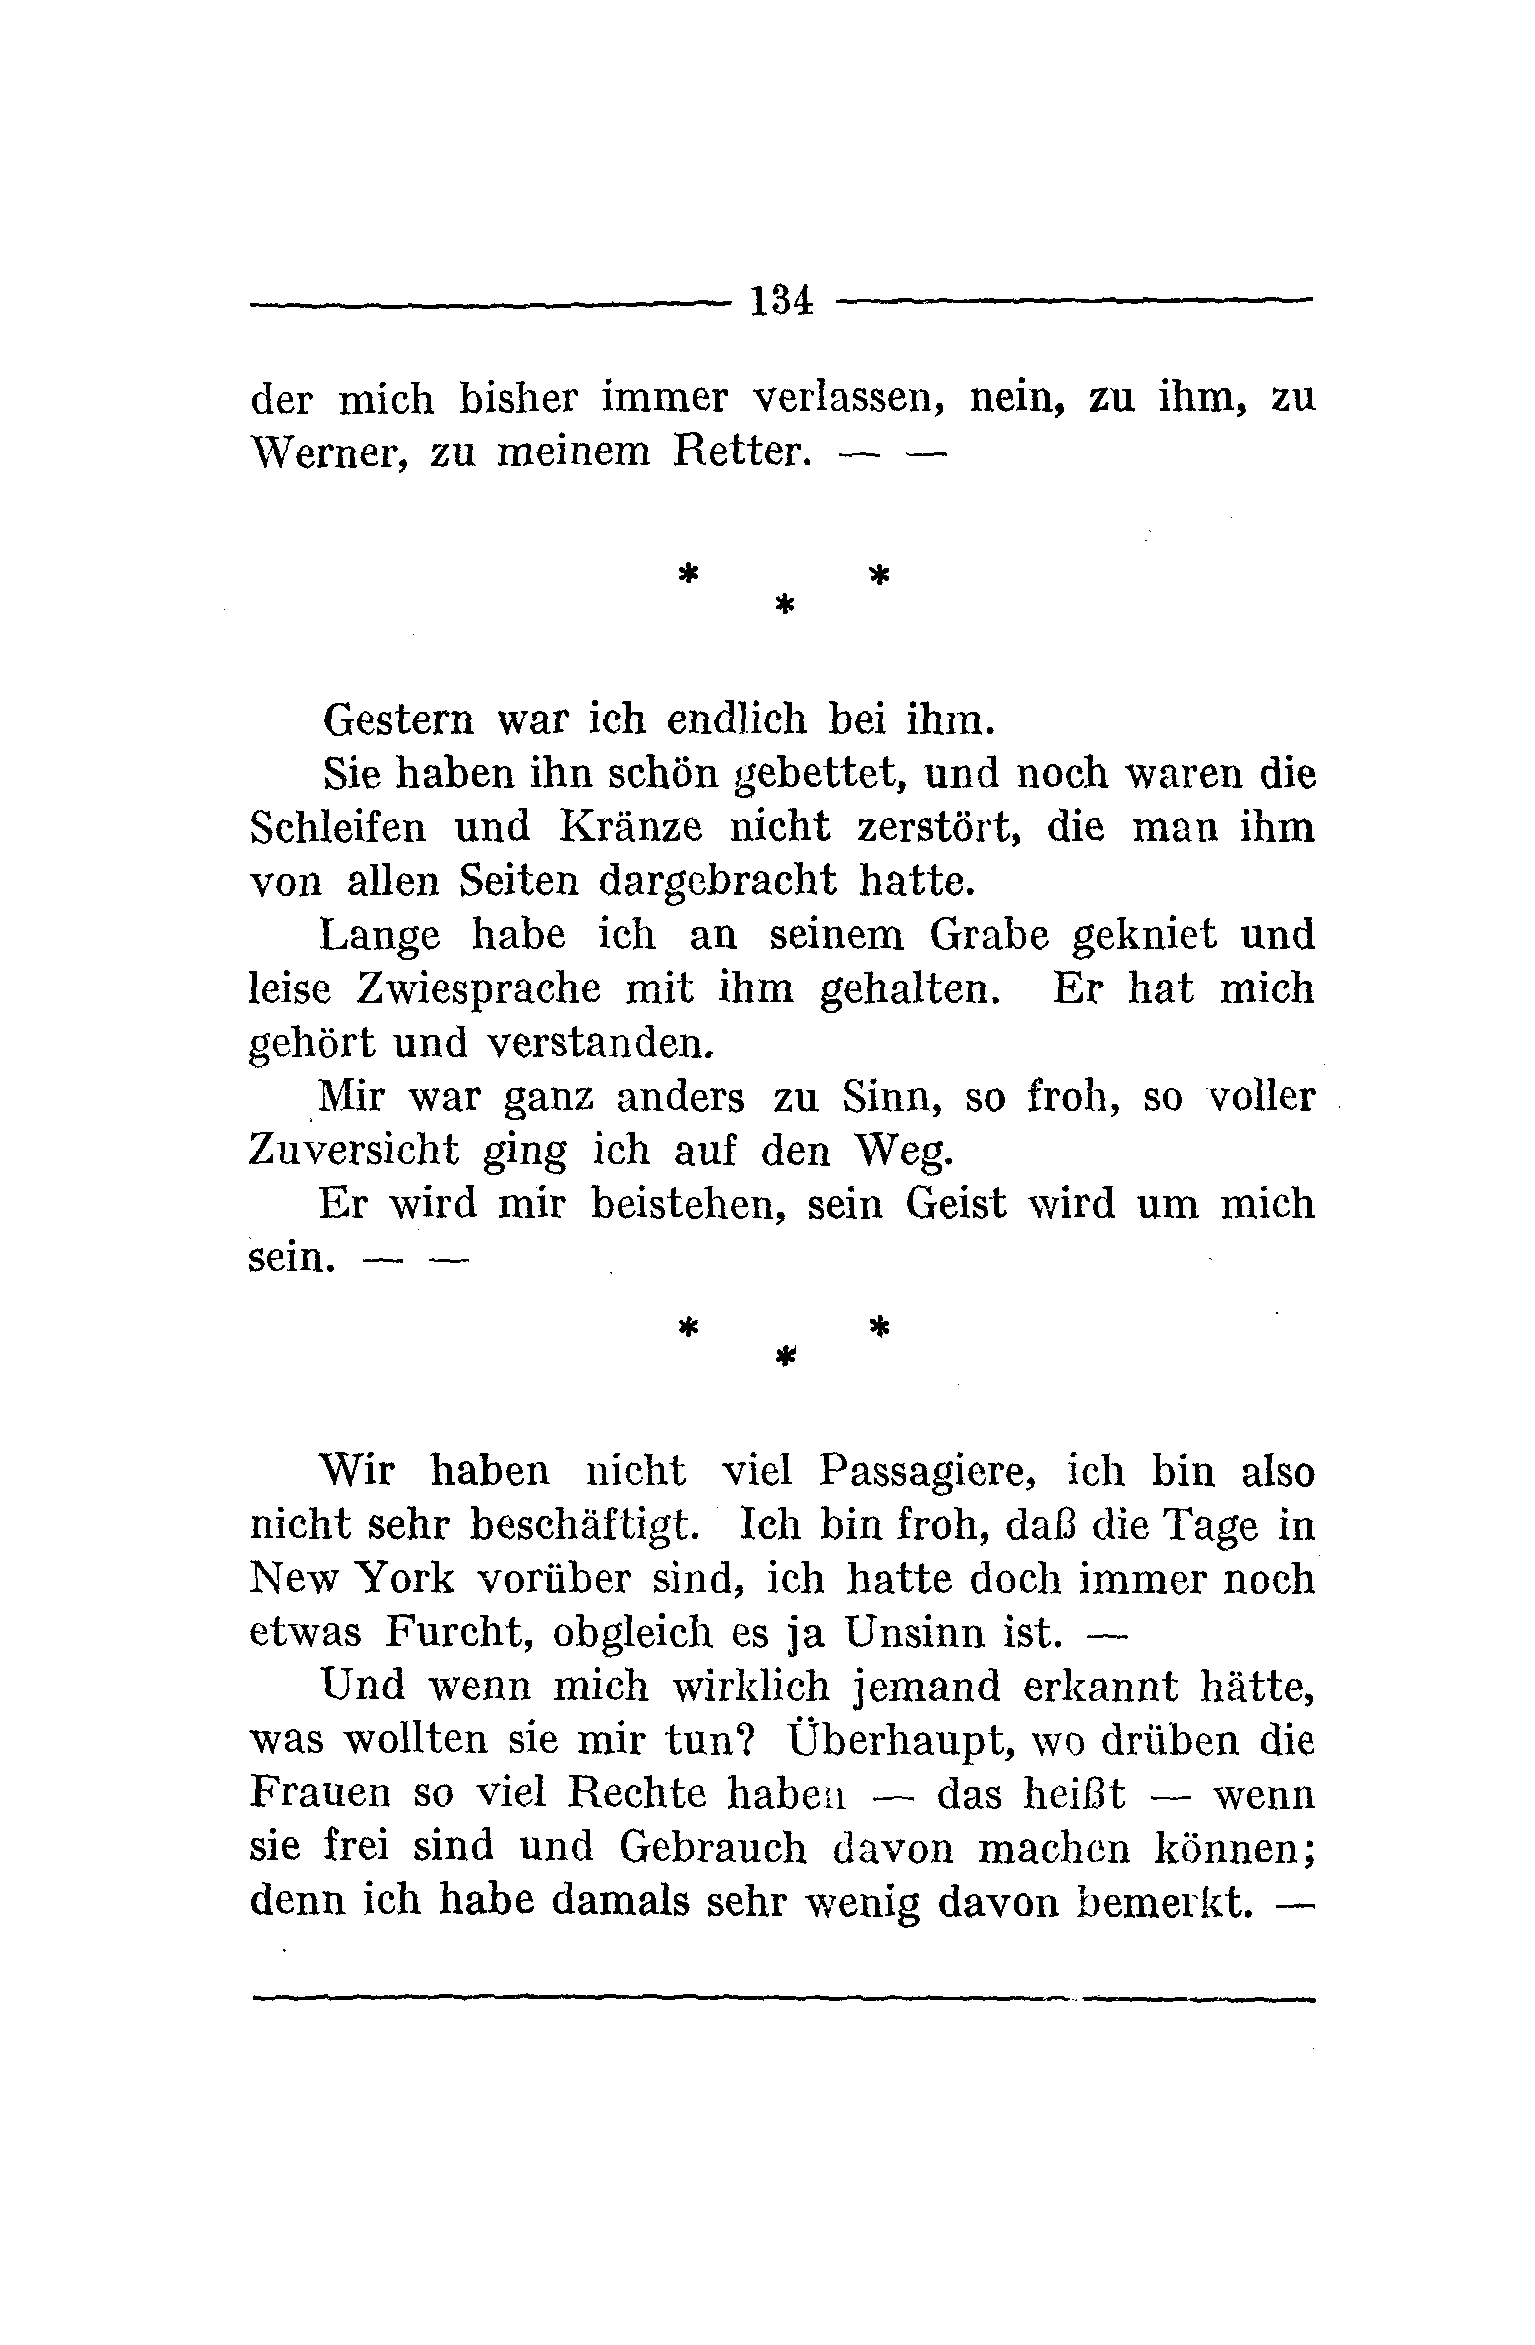 134
der mich bisher immer verlassen, nein, zu ihm, zu
Werner, zu meinem Retter. — —
* *
*
Gestern war ich endlich bei ihm.
Sie haben ihn schön gebettet, und noch waren die
Schleifen und Kränze nicht zerstört, die man ihm
von allen Seiten dargebracht hatte.
Lange habe ich an seinem Grabe gekniet und
leise Zwiesprache mit ihm gehalten. Er hat mich
gehört und verstanden.
Mir war ganz anders zu Sinn, so froh, so voller
Zuversicht ging ich auf den Weg.
Er wird mir beistehen, sein Geist wird um mich
sein. — —
* *
*
Wir haben nicht viel Passagiere, ich bin also
nicht sehr beschäftigt. Ich bin froh, daß die Tage in
New York vorüber sind, ich hatte doch immer noch
etwas Furcht, obgleich es ja Unsinn ist. —
Und wenn mich wirklich jemand erkannt hätte,
was wollten sie mir tun? Überhaupt, wo drüben die
Frauen so viel Rechte haben — das heißt — wenn
sie frei sind und Gebrauch davon machen können;
denn ich habe damals sehr wenig davon bemerkt. —